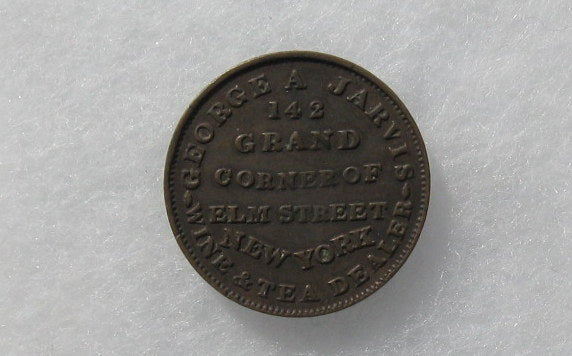 GEORGE A JARVIS
142
GRAND
CORNER OF
ELM STREET
NEW YORK
WINE & TEA DEALER